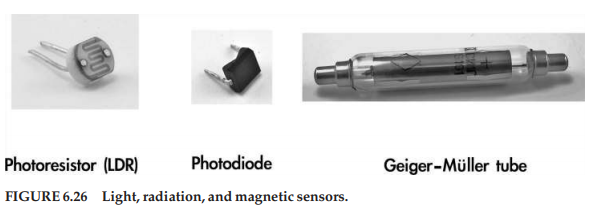 Photoresistor (LDR)
Photodiode
Geiger-Müller tube
FIGURE 6.26 Light, radiation, and magnetic sensors.